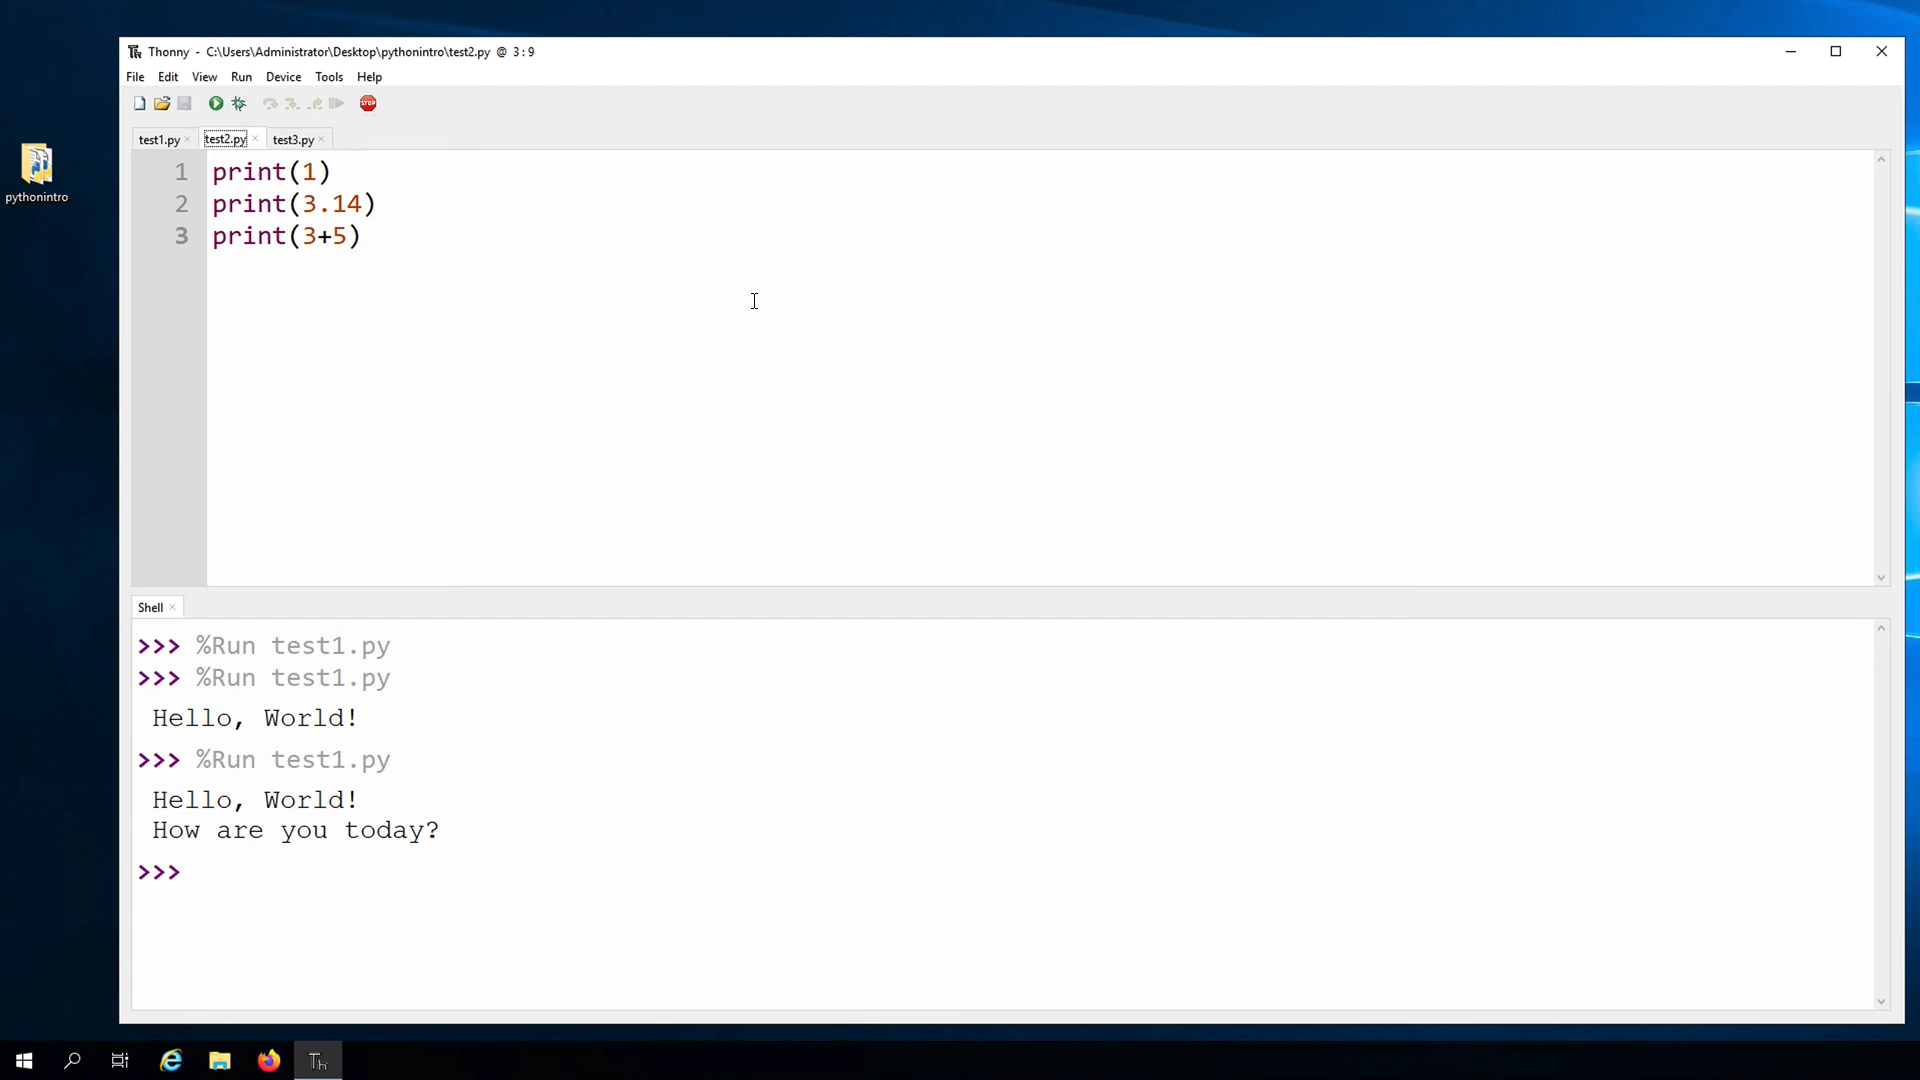 Thonny - C:\Users\Administrator\Desktop\pythonintro\test2.py @ 3:9
File Edit View Run Device Tools Help
STOP
test1.py × test2.py × test3.py ×
pythonintro
1 print(1)
2 print(3.14)
3 print(3+5)
Shell ×
>>> %Run test1.py
>>> %Run test1.py
Hello, World!
>>> %Run test1.py
Hello, World!
How are you today?
>>>
Th